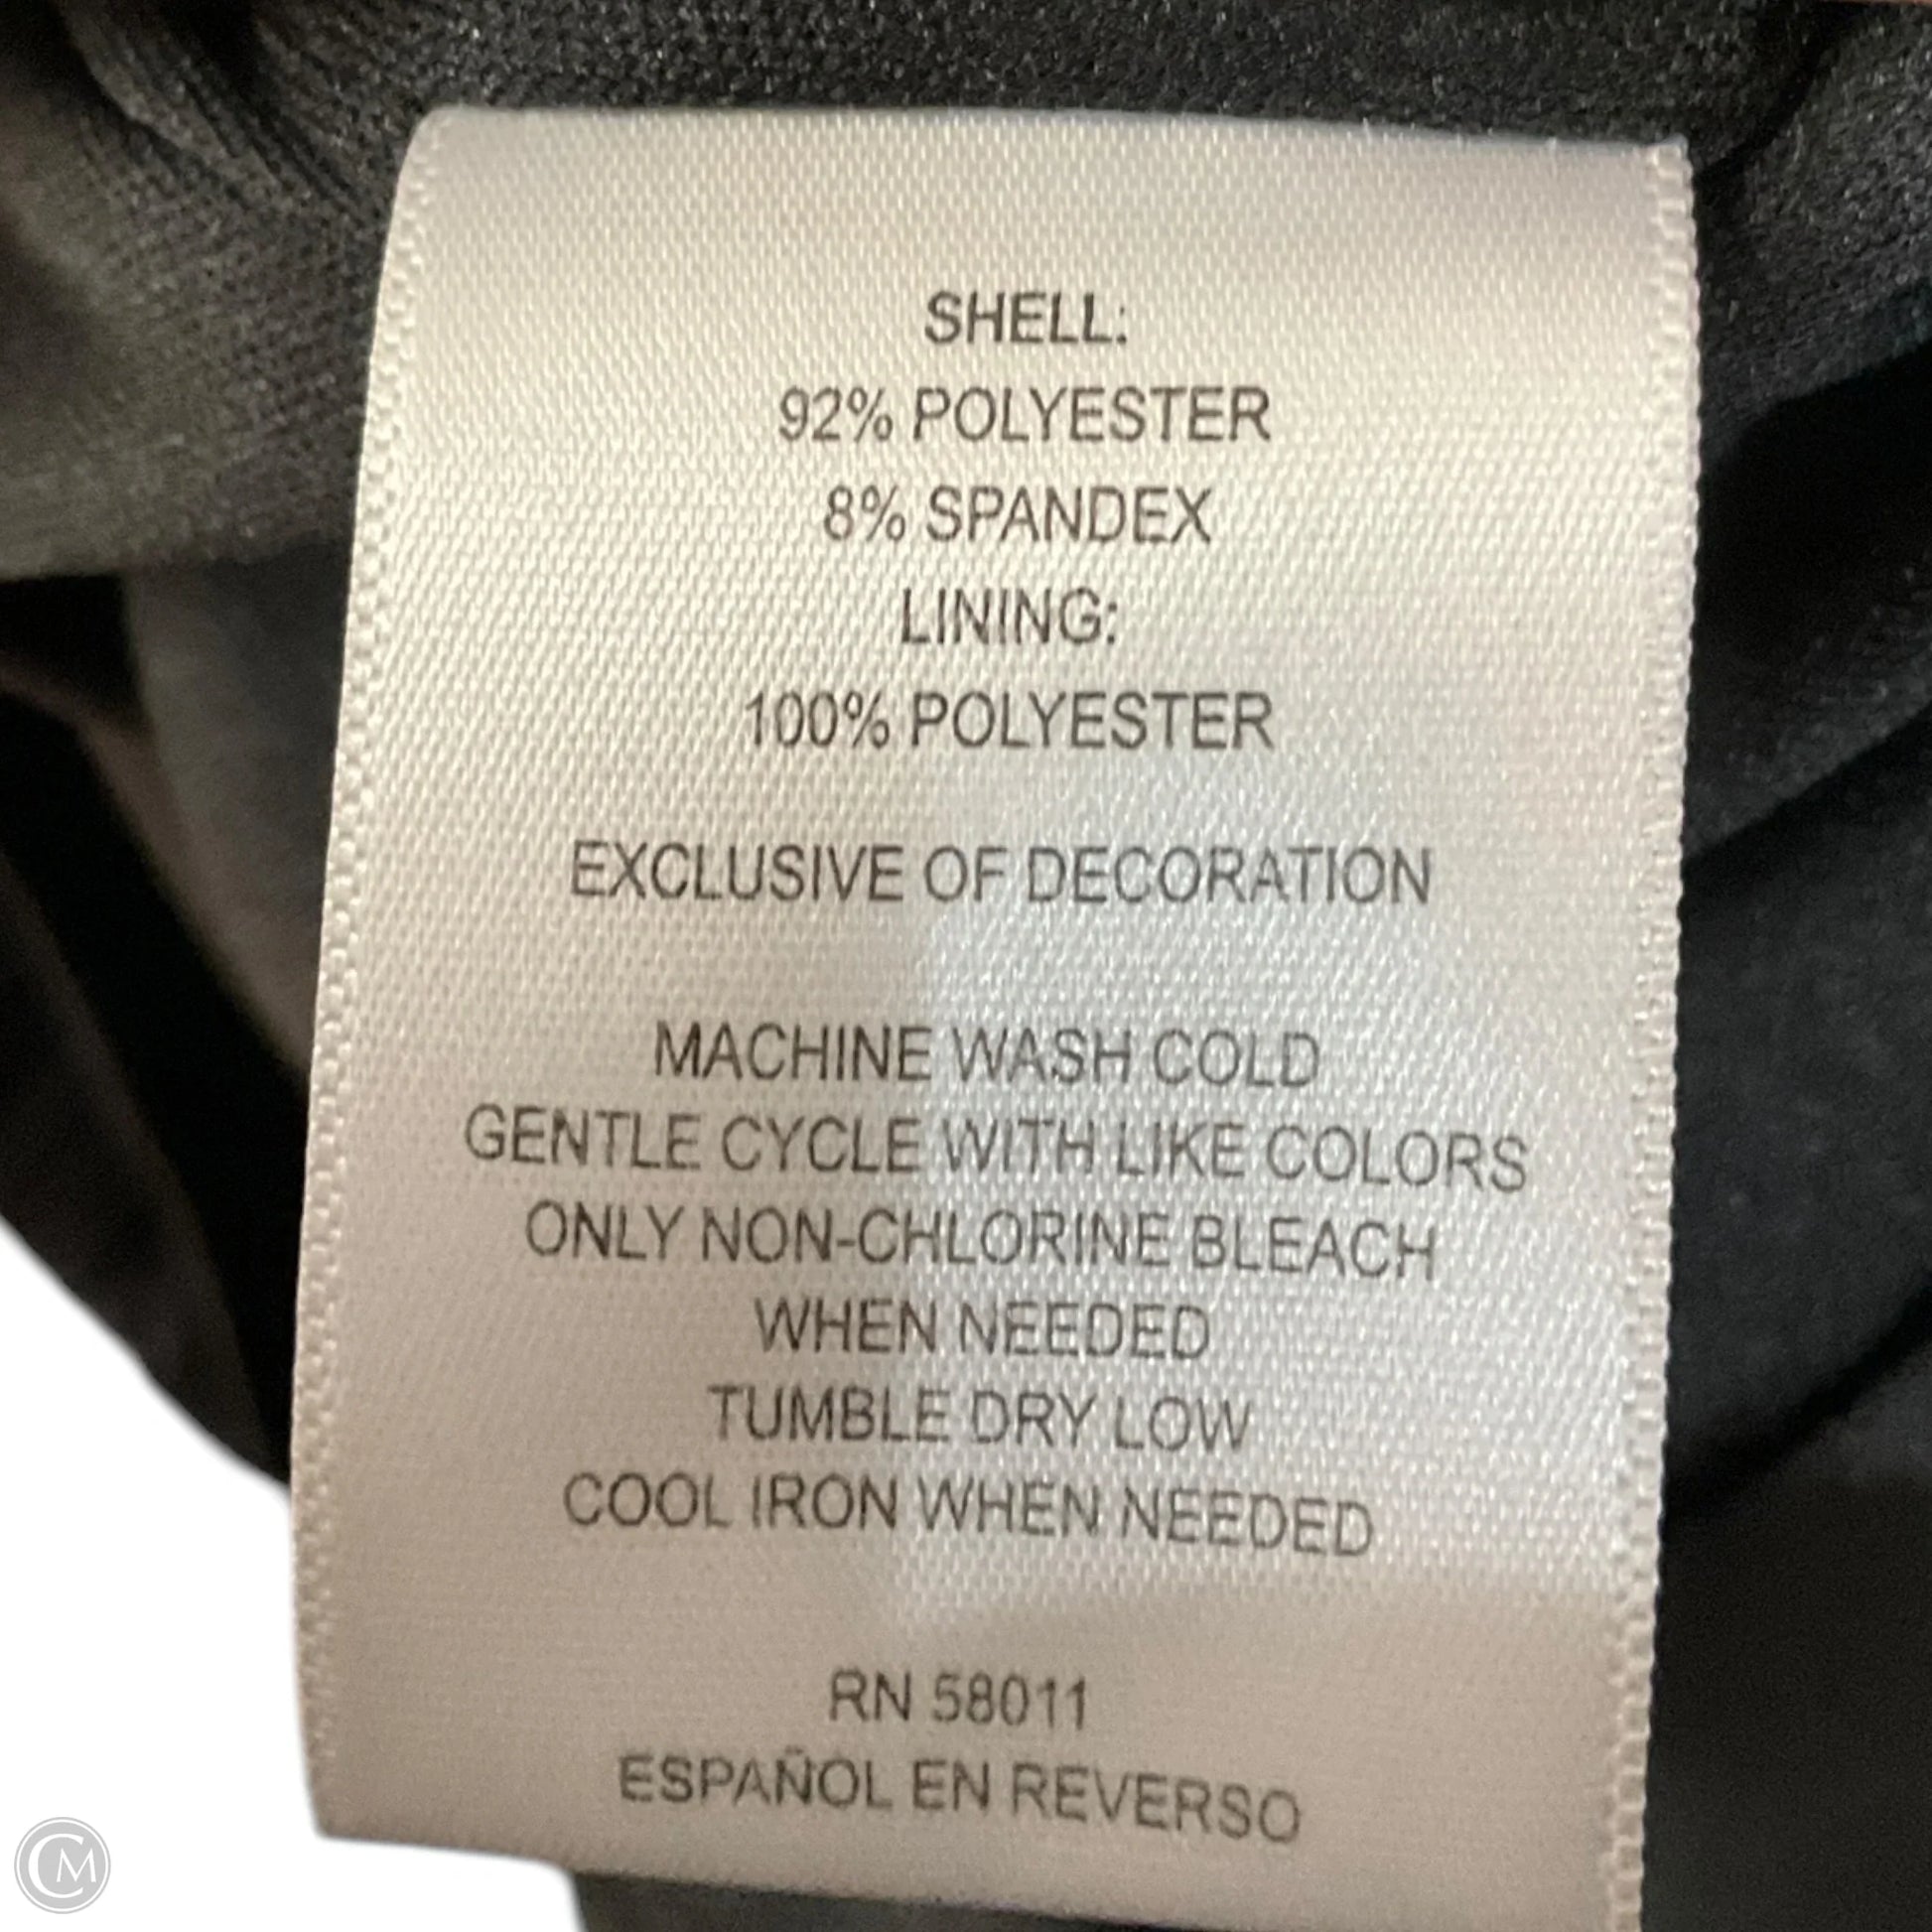 SHELL:
92% POLYESTER
8% SPANDEX
LINING:
100% POLYESTER
EXCLUSIVE OF DECORATION
MACHINE WASH COLD
GENTLE CYCLE WITH LIKE COLORS
ONLY NON-CHLORINE BLEACH
WHEN NEEDED
TUMBLE DRY LOW
COOL IRON WHEN NEEDED
RN 58011
ESPAÑOL EN REVERSO
CM